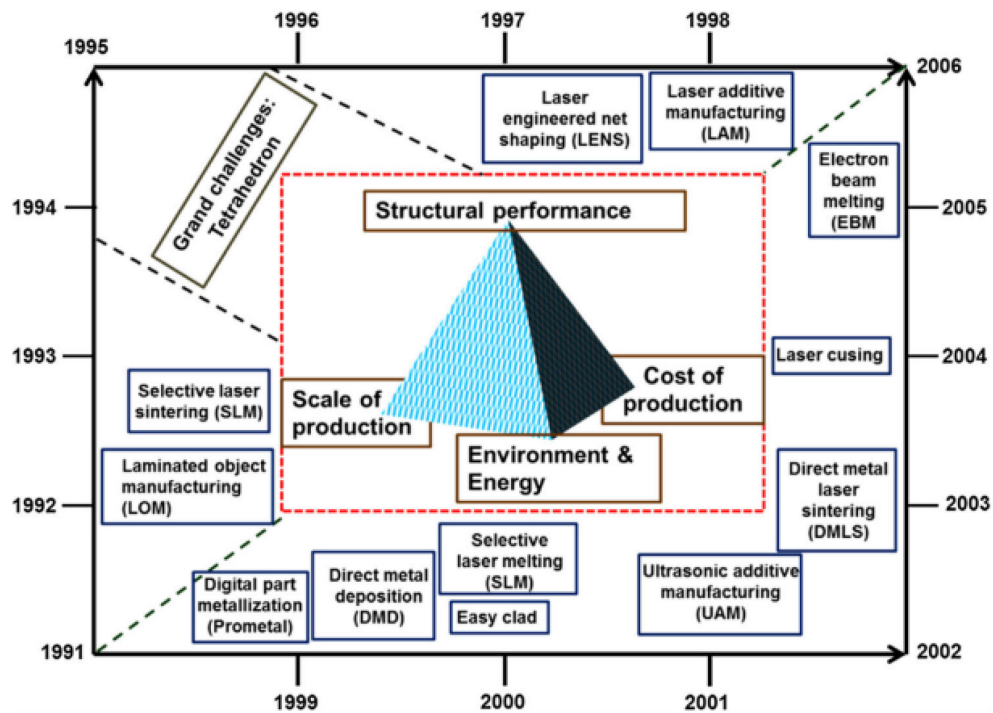 1996
1997
1998
1995
2006
Grand challenges:
Tetrahedron
Laser
engineered net
shaping (LENS)
Laser additive
manufacturing
(LAM)
Electron
beam
melting
(EBM
1994
2005
Structural performance
1993
2004
Laser cusing
Selective laser
sintering (SLM)
Scale of
production
Cost of
production
Environment &
Energy
Laminated object
manufacturing
(LOM)
Direct metal
laser
sintering
(DMLS)
1992
2003
Selective
laser melting
(SLM)
Digital part
metallization
(Prometal)
Direct metal
deposition
(DMD)
Easy clad
Ultrasonic additive
manufacturing
(UAM)
1991
2002
1999
2000
2001